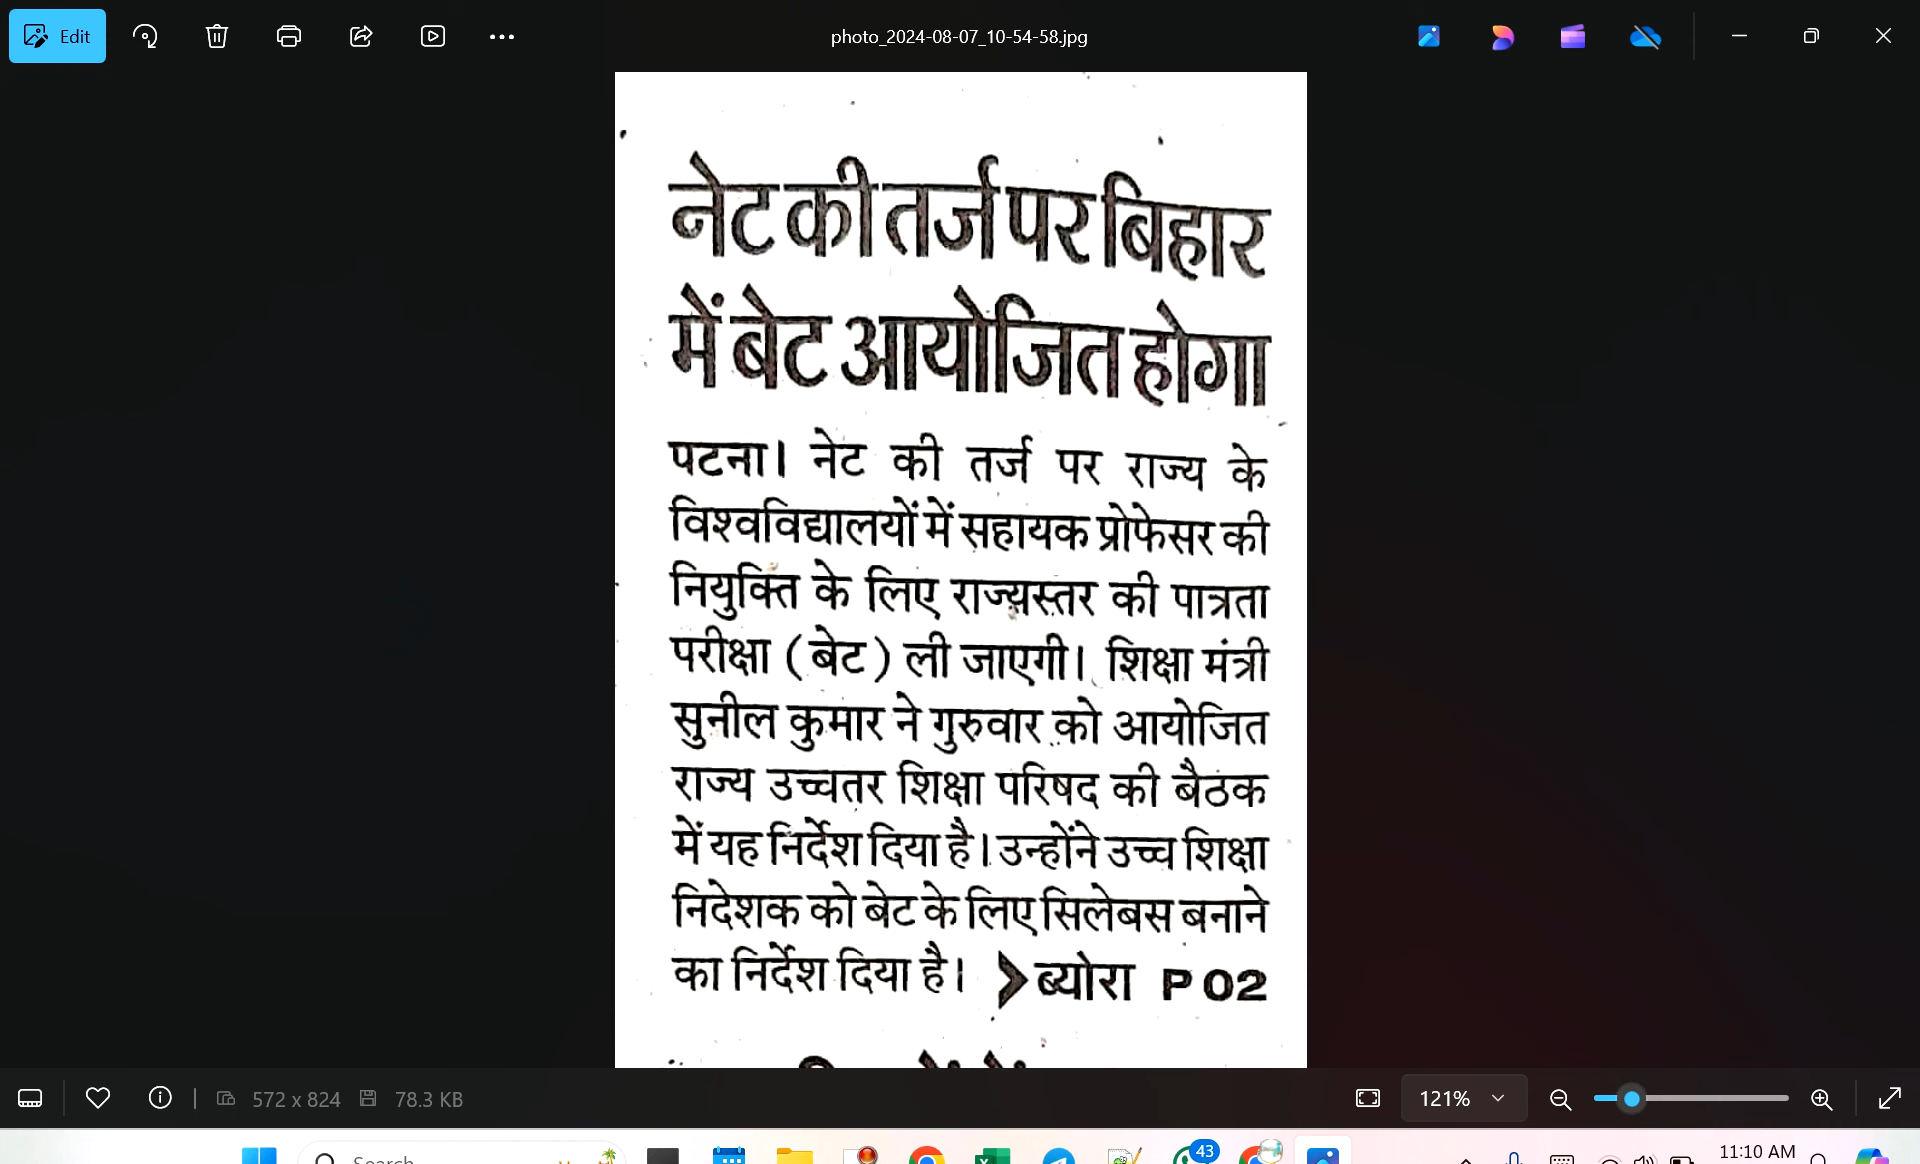 Edit
photo_2024-08-07_10-54-58.jpg
नेट की तर्ज पर बिहार
में बेट आयोजित होगा
पटना। नेट की तर्ज पर राज्य के
विश्वविद्यालयों में सहायक प्रोफेसर की
नियुक्ति के लिए राज्यस्तर की पात्रता
परीक्षा (बेट) ली जाएगी। शिक्षा मंत्री
सुनील कुमार ने गुरुवार को आयोजित
राज्य उच्चतर शिक्षा परिषद की बैठक
में यह निर्देश दिया है। उन्होंने उच्च शिक्षा
निदेशक को बेट के लिए सिलेबस बनाने
का निर्देश दिया है। ब्योरा P 02
572 x 824 78.3 KB 121%
Search 43 11:10 AM